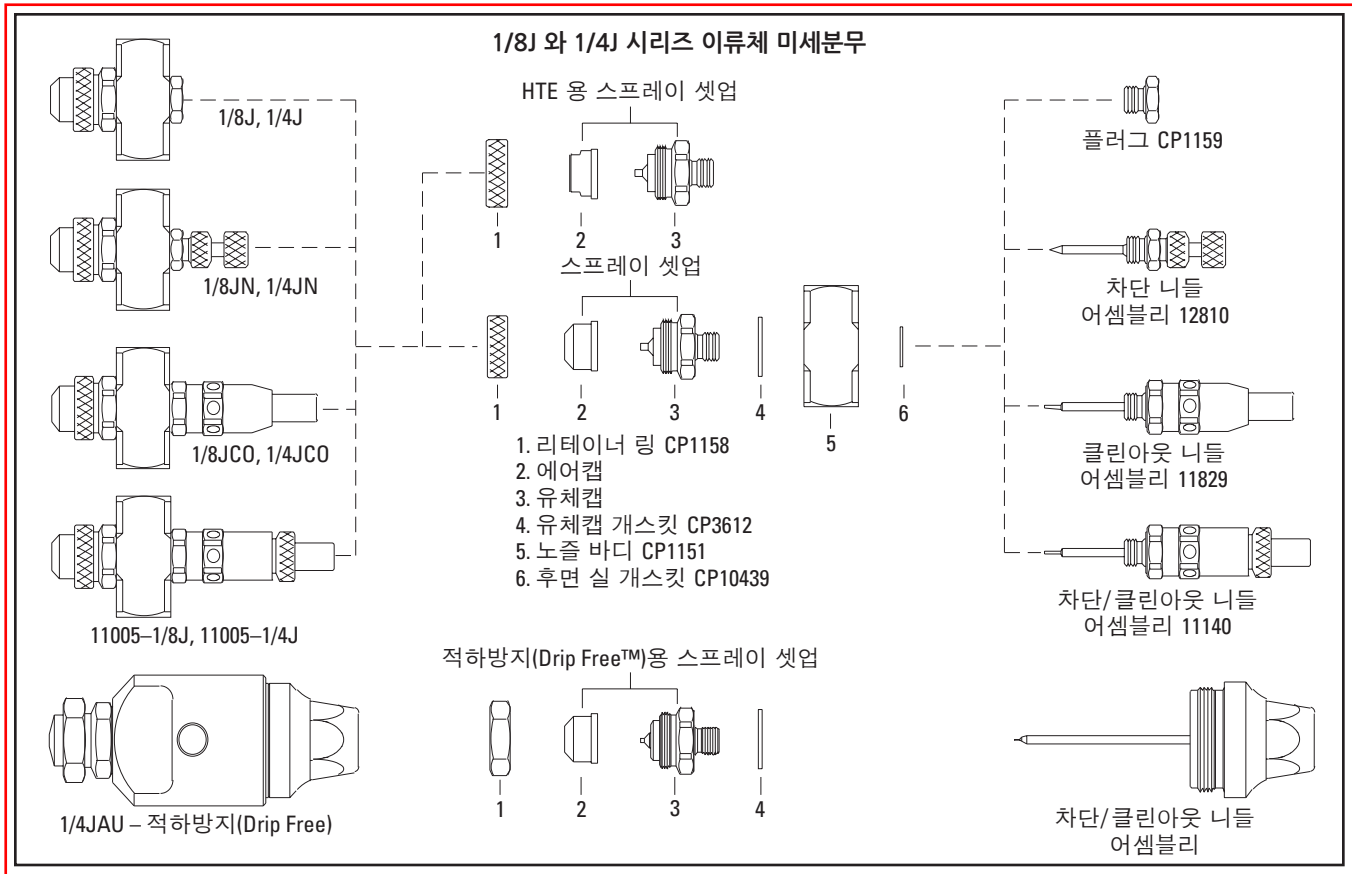 1/8J 와 1/4J 시리즈 이류체 미세분무
1/8J, 1/4J
1/8JN, 1/4JN
1/8JCO, 1/4JCO
11005–1/8J, 11005–1/4J
1/4JAU – 적하방지(Drip Free)
HTE 용 스프레이 셋업
1
2
3
스프레이 셋업
1
2
3
4
5
6
1. 리테이너 링 CP1158
2. 에어캡
3. 유체캡
4. 유체캡 개스킷 CP3612
5. 노즐 바디 CP1151
6. 후면 실 개스킷 CP10439
적하방지(Drip Free™)용 스프레이 셋업
1
2
3
4
플러그 CP1159
차단 니들
어셈블리 12810
클린아웃 니들
어셈블리 11829
차단/클린아웃 니들
어셈블리 11140
차단/클린아웃 니들
어셈블리